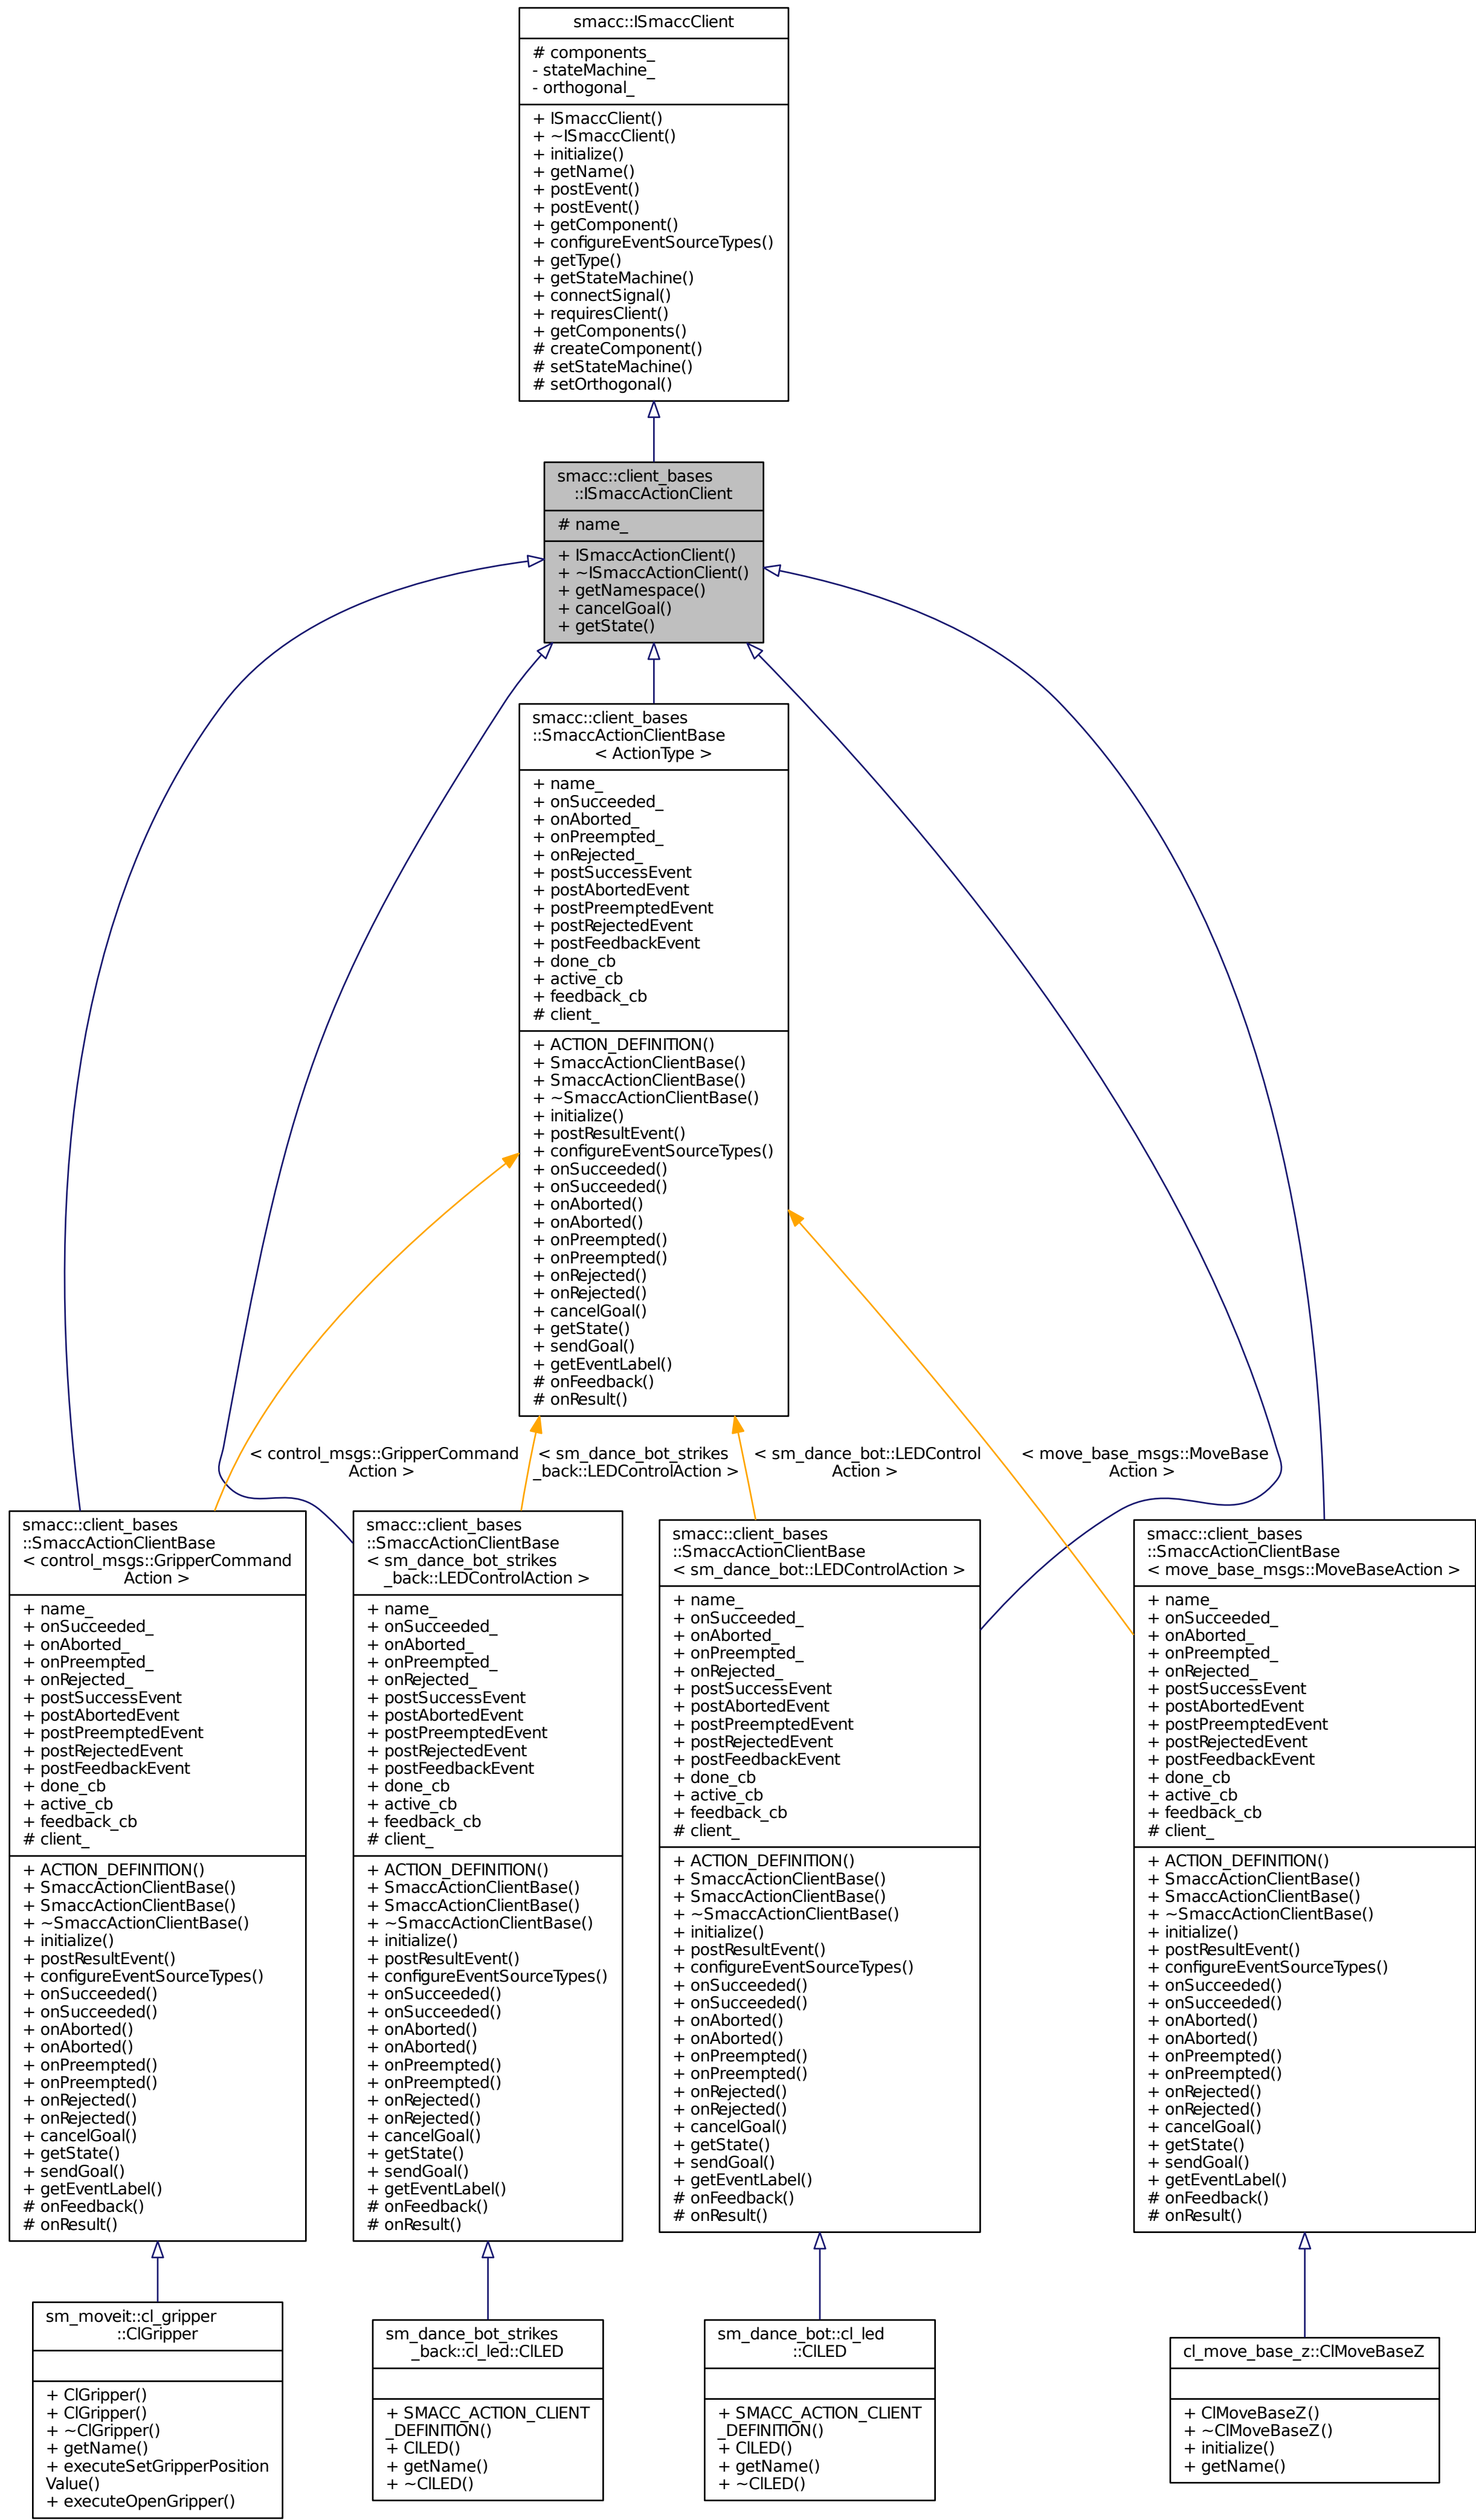 smacc::ISmaccClient
# components_
- stateMachine_
- orthogonal_
+ ISmaccClient()
+ ~ISmaccClient()
+ initialize()
+ getName()
+ postEvent()
+ postEvent()
+ getComponent()
+ configureEventSourceTypes()
+ getType()
+ getStateMachine()
+ connectSignal()
+ requiresClient()
+ getComponents()
# createComponent()
# setStateMachine()
# setOrthogonal()
smacc::client_bases
::ISmaccActionClient
# name_
+ ISmaccActionClient()
+ ~ISmaccActionClient()
+ getNamespace()
+ cancelGoal()
+ getState()
smacc::client_bases
::SmaccActionClientBase
< ActionType >
+ name_
+ onSucceeded_
+ onAborted_
+ onPreempted_
+ onRejected_
+ postSuccessEvent
+ postAbortedEvent
+ postPreemptedEvent
+ postRejectedEvent
+ postFeedbackEvent
+ done_cb
+ active_cb
+ feedback_cb
# client_
+ ACTION_DEFINITION()
+ SmaccActionClientBase()
+ SmaccActionClientBase()
+ ~SmaccActionClientBase()
+ initialize()
+ postResultEvent()
+ configureEventSourceTypes()
+ onSucceeded()
+ onSucceeded()
+ onAborted()
+ onAborted()
+ onPreempted()
+ onPreempted()
+ onRejected()
+ onRejected()
+ cancelGoal()
+ getState()
+ sendGoal()
+ getEventLabel()
# onFeedback()
# onResult()
< control_msgs::GripperCommand
Action >
< sm_dance_bot_strikes
_back::LEDControlAction >
< sm_dance_bot::LEDControl
Action >
< move_base_msgs::MoveBase
Action >
smacc::client_bases
::SmaccActionClientBase
< control_msgs::GripperCommand
Action >
+ name_
+ onSucceeded_
+ onAborted_
+ onPreempted_
+ onRejected_
+ postSuccessEvent
+ postAbortedEvent
+ postPreemptedEvent
+ postRejectedEvent
+ postFeedbackEvent
+ done_cb
+ active_cb
+ feedback_cb
# client_
+ ACTION_DEFINITION()
+ SmaccActionClientBase()
+ SmaccActionClientBase()
+ ~SmaccActionClientBase()
+ initialize()
+ postResultEvent()
+ configureEventSourceTypes()
+ onSucceeded()
+ onSucceeded()
+ onAborted()
+ onAborted()
+ onPreempted()
+ onPreempted()
+ onRejected()
+ onRejected()
+ cancelGoal()
+ getState()
+ sendGoal()
+ getEventLabel()
# onFeedback()
# onResult()
smacc::client_bases
::SmaccActionClientBase
< sm_dance_bot_strikes
_back::LEDControlAction >
+ name_
+ onSucceeded_
+ onAborted_
+ onPreempted_
+ onRejected_
+ postSuccessEvent
+ postAbortedEvent
+ postPreemptedEvent
+ postRejectedEvent
+ postFeedbackEvent
+ done_cb
+ active_cb
+ feedback_cb
# client_
+ ACTION_DEFINITION()
+ SmaccActionClientBase()
+ SmaccActionClientBase()
+ ~SmaccActionClientBase()
+ initialize()
+ postResultEvent()
+ configureEventSourceTypes()
+ onSucceeded()
+ onSucceeded()
+ onAborted()
+ onAborted()
+ onPreempted()
+ onPreempted()
+ onRejected()
+ onRejected()
+ cancelGoal()
+ getState()
+ sendGoal()
+ getEventLabel()
# onFeedback()
# onResult()
smacc::client_bases
::SmaccActionClientBase
< sm_dance_bot::LEDControlAction >
+ name_
+ onSucceeded_
+ onAborted_
+ onPreempted_
+ onRejected_
+ postSuccessEvent
+ postAbortedEvent
+ postPreemptedEvent
+ postRejectedEvent
+ postFeedbackEvent
+ done_cb
+ active_cb
+ feedback_cb
# client_
+ ACTION_DEFINITION()
+ SmaccActionClientBase()
+ SmaccActionClientBase()
+ ~SmaccActionClientBase()
+ initialize()
+ postResultEvent()
+ configureEventSourceTypes()
+ onSucceeded()
+ onSucceeded()
+ onAborted()
+ onAborted()
+ onPreempted()
+ onPreempted()
+ onRejected()
+ onRejected()
+ cancelGoal()
+ getState()
+ sendGoal()
+ getEventLabel()
# onFeedback()
# onResult()
smacc::client_bases
::SmaccActionClientBase
< move_base_msgs::MoveBaseAction >
+ name_
+ onSucceeded_
+ onAborted_
+ onPreempted_
+ onRejected_
+ postSuccessEvent
+ postAbortedEvent
+ postPreemptedEvent
+ postRejectedEvent
+ postFeedbackEvent
+ done_cb
+ active_cb
+ feedback_cb
# client_
+ ACTION_DEFINITION()
+ SmaccActionClientBase()
+ SmaccActionClientBase()
+ ~SmaccActionClientBase()
+ initialize()
+ postResultEvent()
+ configureEventSourceTypes()
+ onSucceeded()
+ onSucceeded()
+ onAborted()
+ onAborted()
+ onPreempted()
+ onPreempted()
+ onRejected()
+ onRejected()
+ cancelGoal()
+ getState()
+ sendGoal()
+ getEventLabel()
# onFeedback()
# onResult()
sm_moveit::cl_gripper
::ClGripper
+ ClGripper()
+ ClGripper()
+ ~ClGripper()
+ getName()
+ executeSetGripperPosition
Value()
+ executeOpenGripper()
sm_dance_bot_strikes
_back::cl_led::ClLED
+ SMACC_ACTION_CLIENT
_DEFINITION()
+ ClLED()
+ getName()
+ ~ClLED()
sm_dance_bot::cl_led
::ClLED
+ SMACC_ACTION_CLIENT
_DEFINITION()
+ ClLED()
+ getName()
+ ~ClLED()
cl_move_base_z::ClMoveBaseZ
+ ClMoveBaseZ()
+ ~ClMoveBaseZ()
+ initialize()
+ getName()